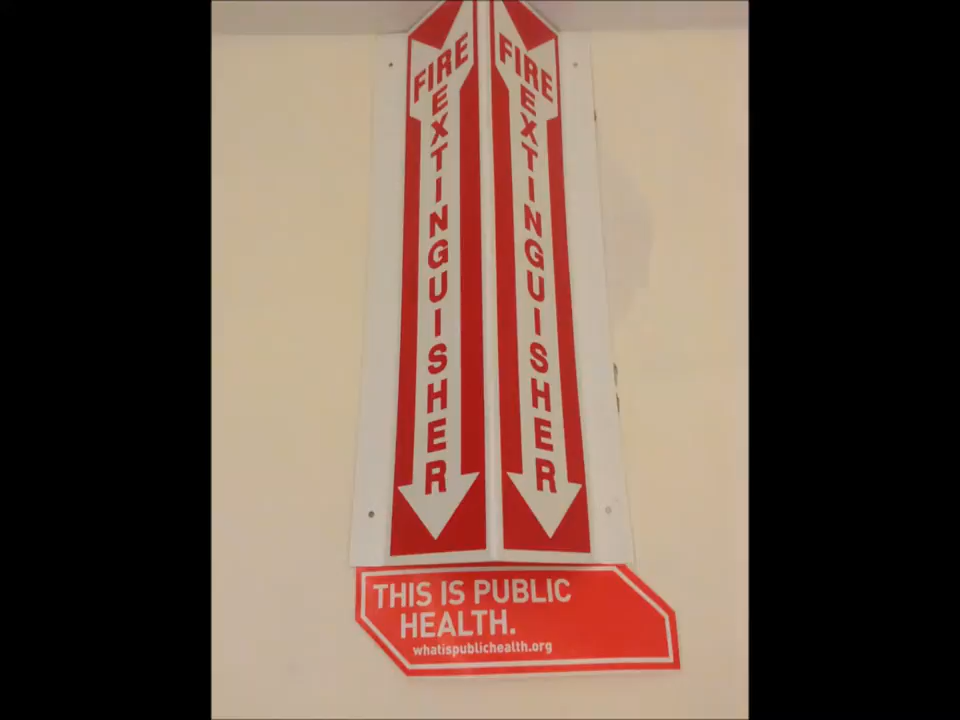 FIRE
EXTINGUISHER
FIRE
EXTINGUISHER
THIS IS PUBLIC
HEALTH.
whatispublichealth.org